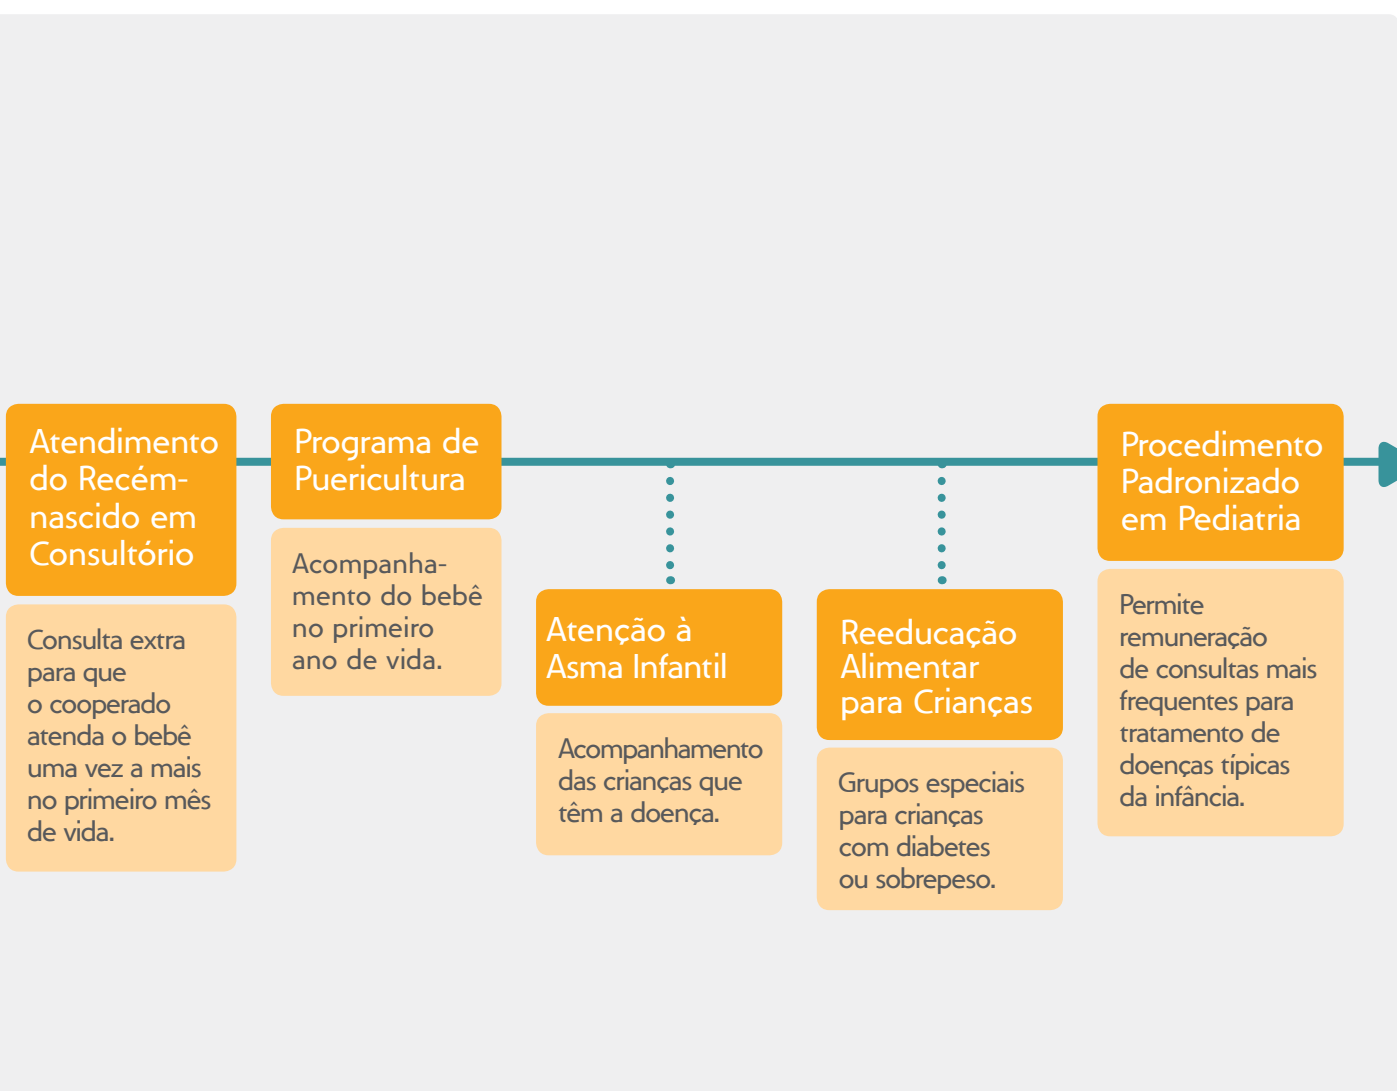 Atendimento
do Recém-
nascido em
Consultório
Consulta extra
para que
o cooperado
atenda o bebê
uma vez a mais
no primeiro mês
de vida.
Programa de
Puericultura
Acompanha-
mento do bebê
no primeiro
ano de vida.
Atenção à
Asma Infantil
Acompanhamento
das crianças que
têm a doença.
Reeducação
Alimentar
para Crianças
Grupos especiais
para crianças
com diabetes
ou sobrepeso.
Procedimento
Padronizado
em Pediatria
Permite
remuneração
de consultas mais
frequentes para
tratamento de
doenças típicas
da infância.